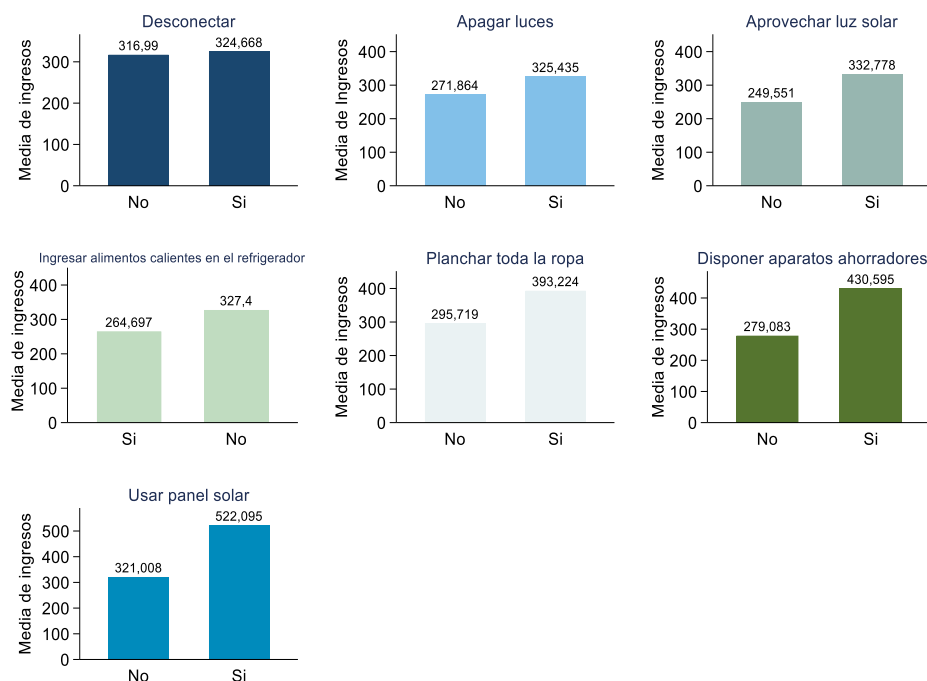 Desconectar
Media de ingresos
300
200
100
0
316,99
324,668
No
Si
Apagar luces
Media de Ingresos
400
300
200
100
0
271,864
325,435
No
Si
Aprovechar luz solar
Media de ingresos
400
300
200
100
0
249,551
332,778
No
Si
Ingresar alimentos calientes en el refrigerador
Media de ingresos
400
300
200
100
0
264,697
327,4
Si
No
Planchar toda la ropa
Media de ingresos
400
300
200
100
0
295,719
393,224
No
Si
Disponer aparatos ahorradores
Media de ingresos
400
300
200
100
0
279,083
430,595
No
Si
Usar panel solar
Media de ingresos
500
400
300
200
100
0
321,008
522,095
No
Si